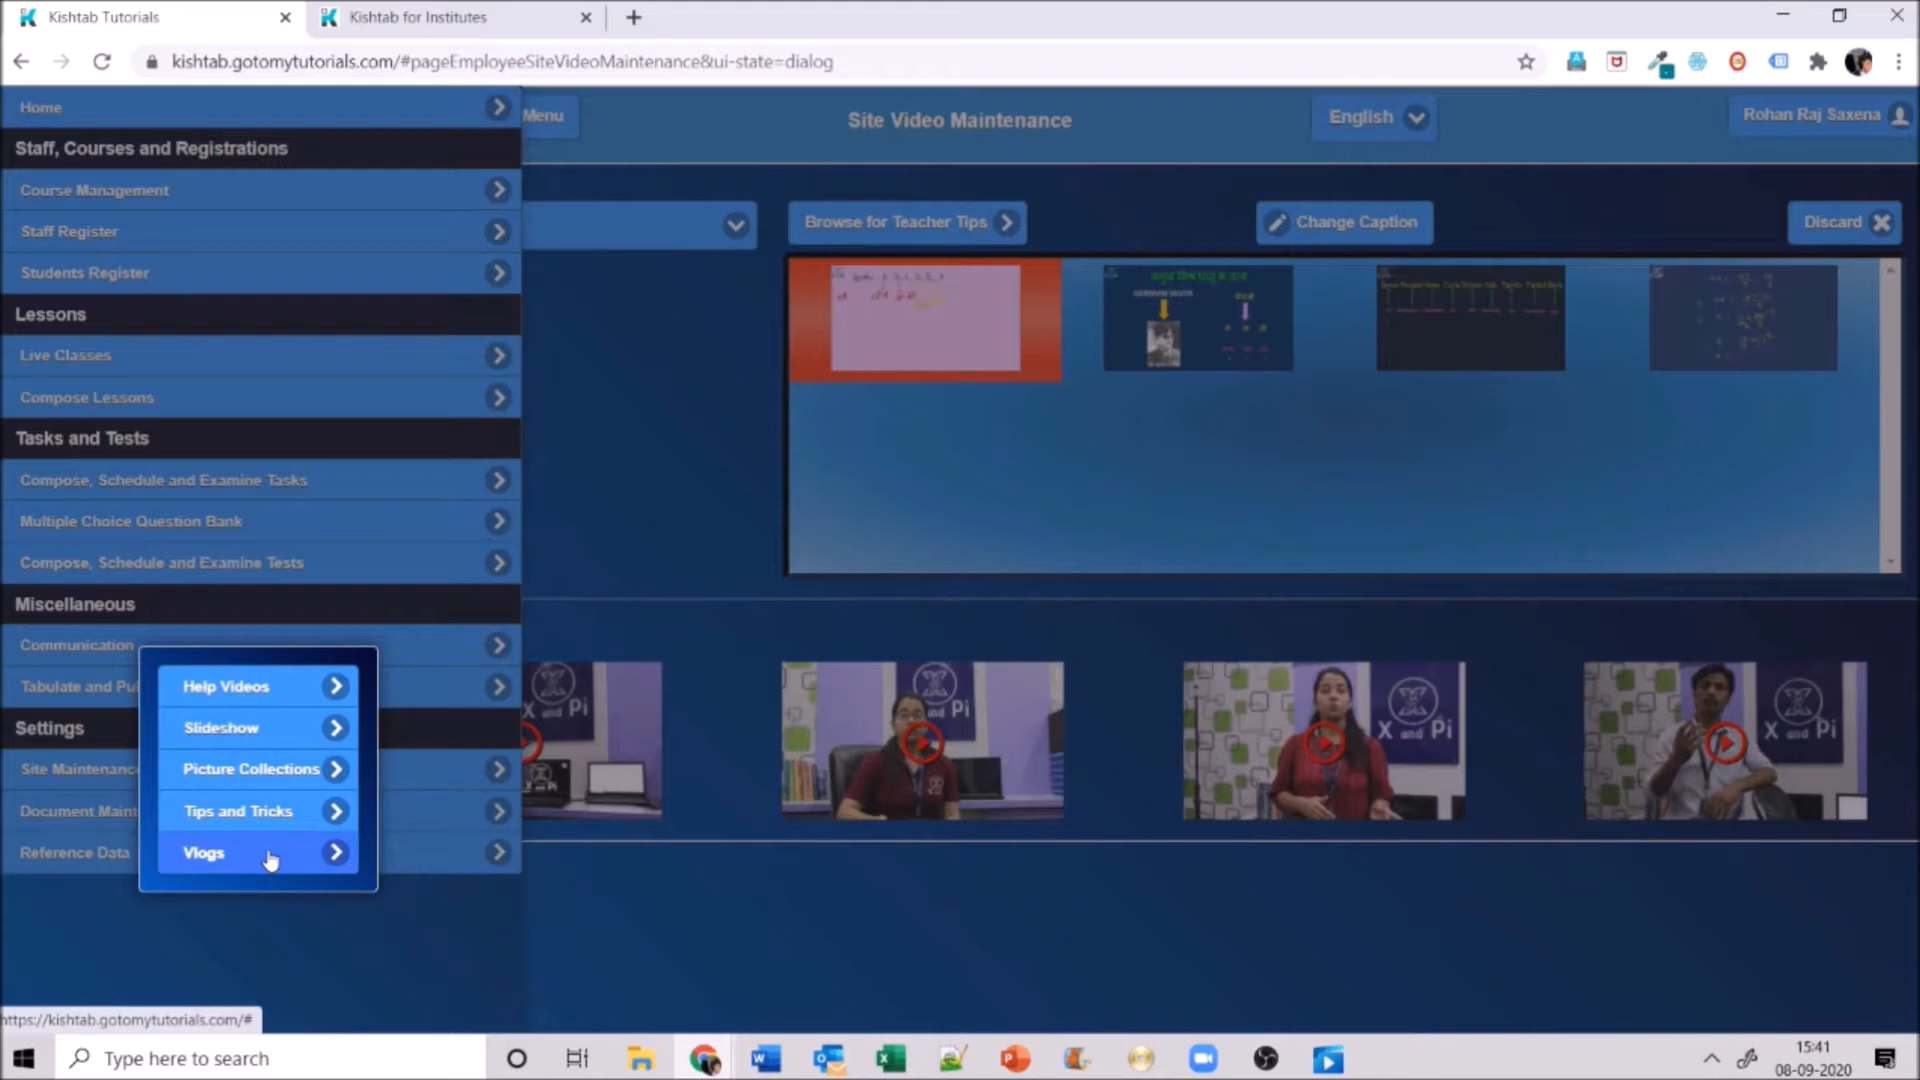 Kishtab Tutorials
Kishtab for Institutes
kishtab.gotomytutorials.com/#pageEmployeeSiteVideoMaintenance&ui-state=dialog
Home
Menu
Site Video Maintenance
English
Rohan Raj Saxena
Staff, Courses and Registrations
Course Management
Staff Register
Students Register
Browse for Teacher Tips
Change Caption
Discard
Lessons
Live Classes
Compose Lessons
Tasks and Tests
Compose, Schedule and Examine Tasks
Multiple Choice Question Bank
Compose, Schedule and Examine Tests
Miscellaneous
Communication
Tabulate and Pu
Settings
Site Maintenanc
Document Maint
Reference Data
Help Videos
Slideshow
Picture Collections
Tips and Tricks
Vlogs
X and Pi
and Pi
X and Pi
X and Pi
https://kishtab.gotomytutorials.com/#
Type here to search
15:41
08-09-2020